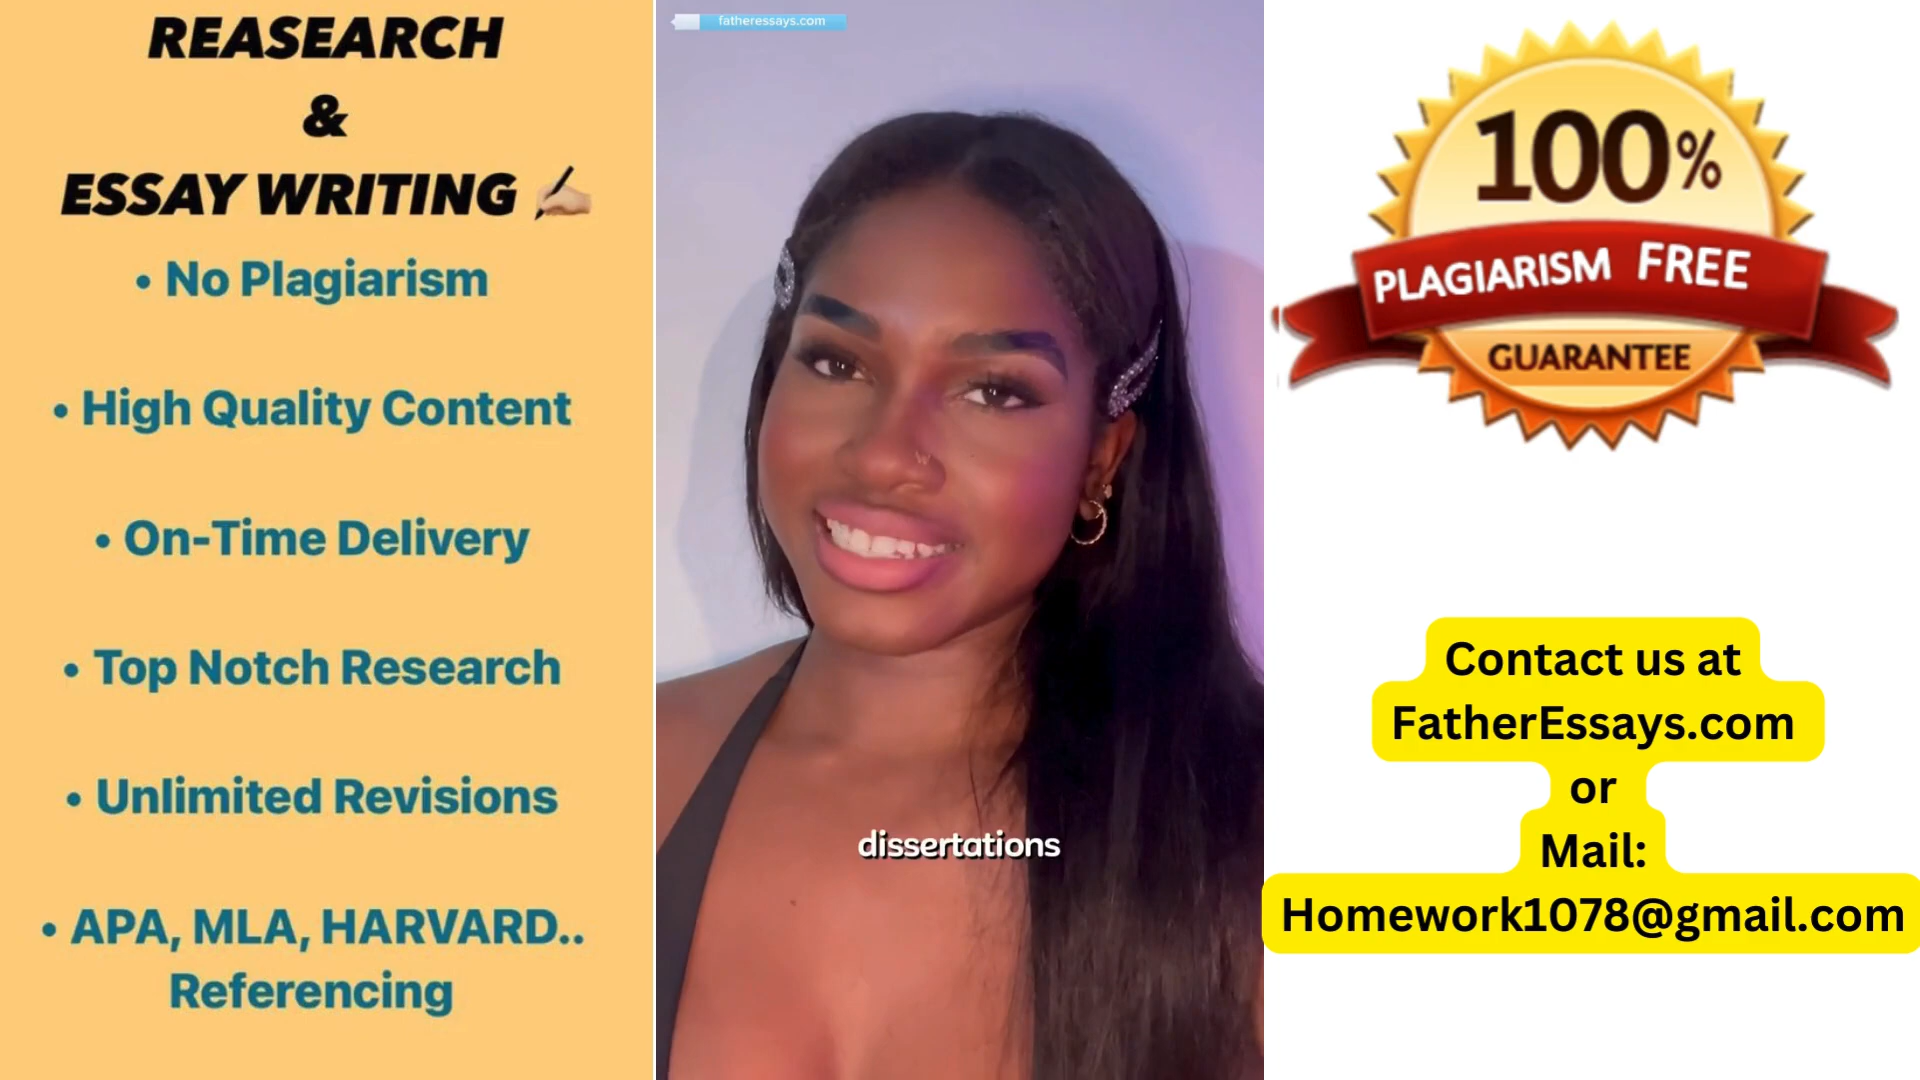 REASEARCH
&
ESSAY WRITING ✍🏼
• No Plagiarism
• High Quality Content
• On-Time Delivery
• Top Notch Research
• Unlimited Revisions
• APA, MLA, HARVARD..
Referencing
fatheressays.com
dissertations
100%
PLAGIARISM FREE
GUARANTEE
Contact us at
FatherEssays.com
or
Mail:
Homework1078@gmail.com